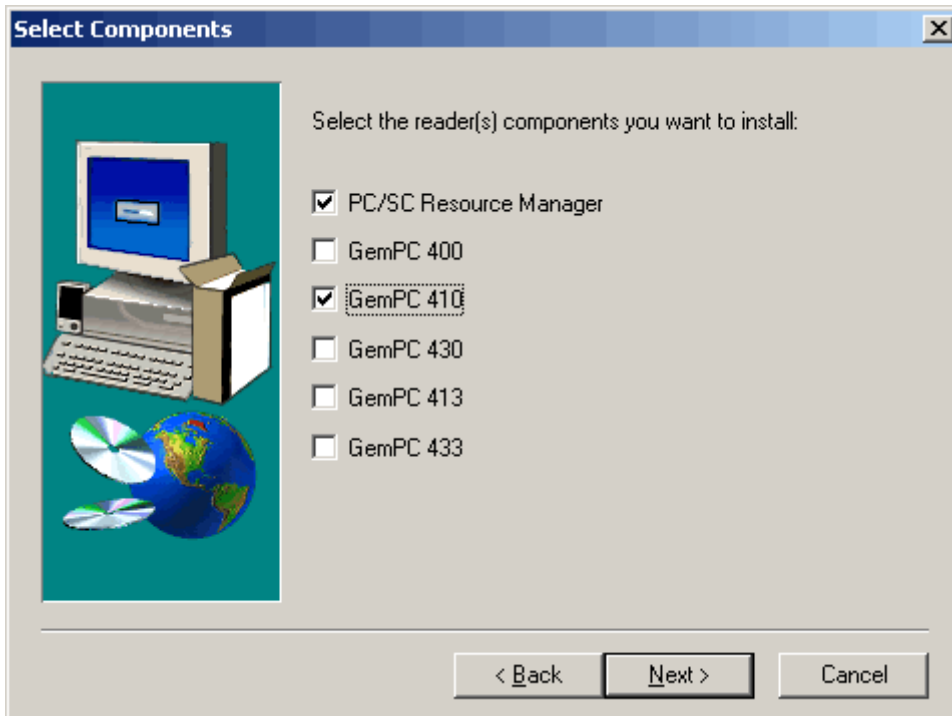 Select Components
Select the reader(s) components you want to install:
PC/SC Resource Manager
GemPC 400
GemPC 410
GemPC 430
GemPC 413
GemPC 433
< Back
Next >
Cancel